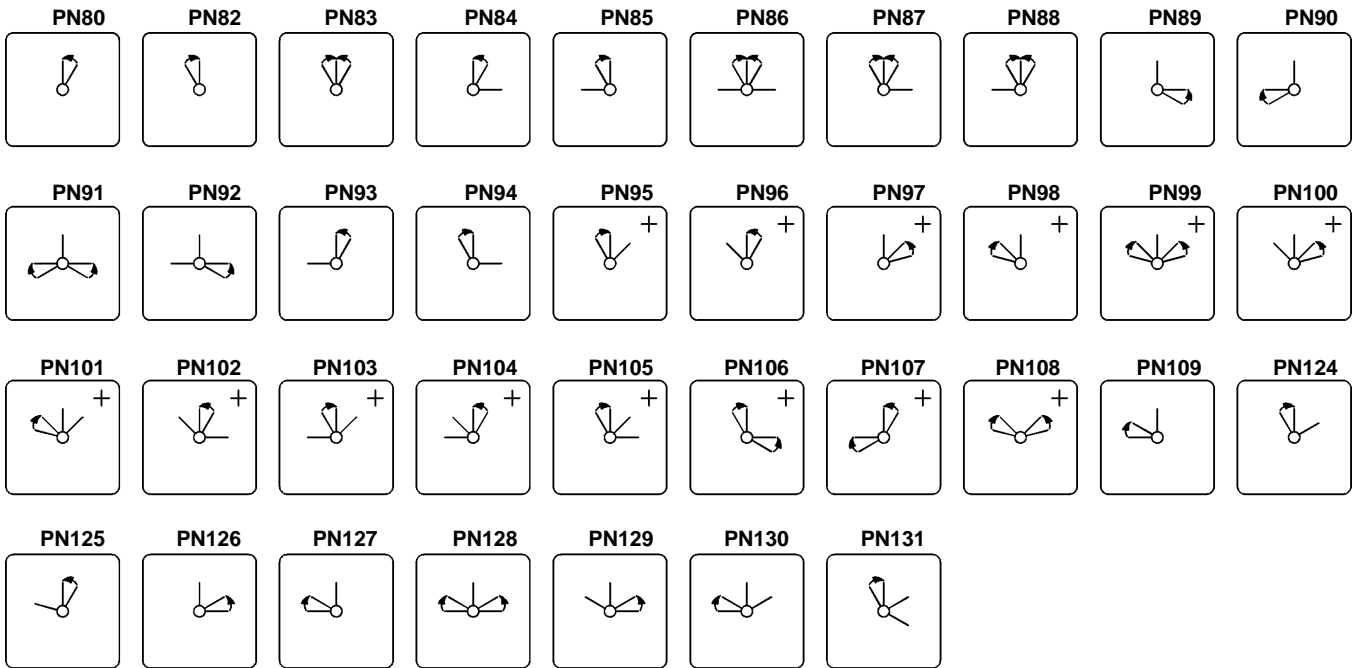 PN80 PN82 PN83 PN84 PN85 PN86 PN87 PN88 PN89 PN90
PN91 PN92 PN93 PN94 PN95 PN96 PN97 PN98 PN99 PN100
+ + + + + +
PN101 PN102 PN103 PN104 PN105 PN106 PN107 PN108 PN109 PN124
+ + + + + + + +
PN125 PN126 PN127 PN128 PN129 PN130 PN131